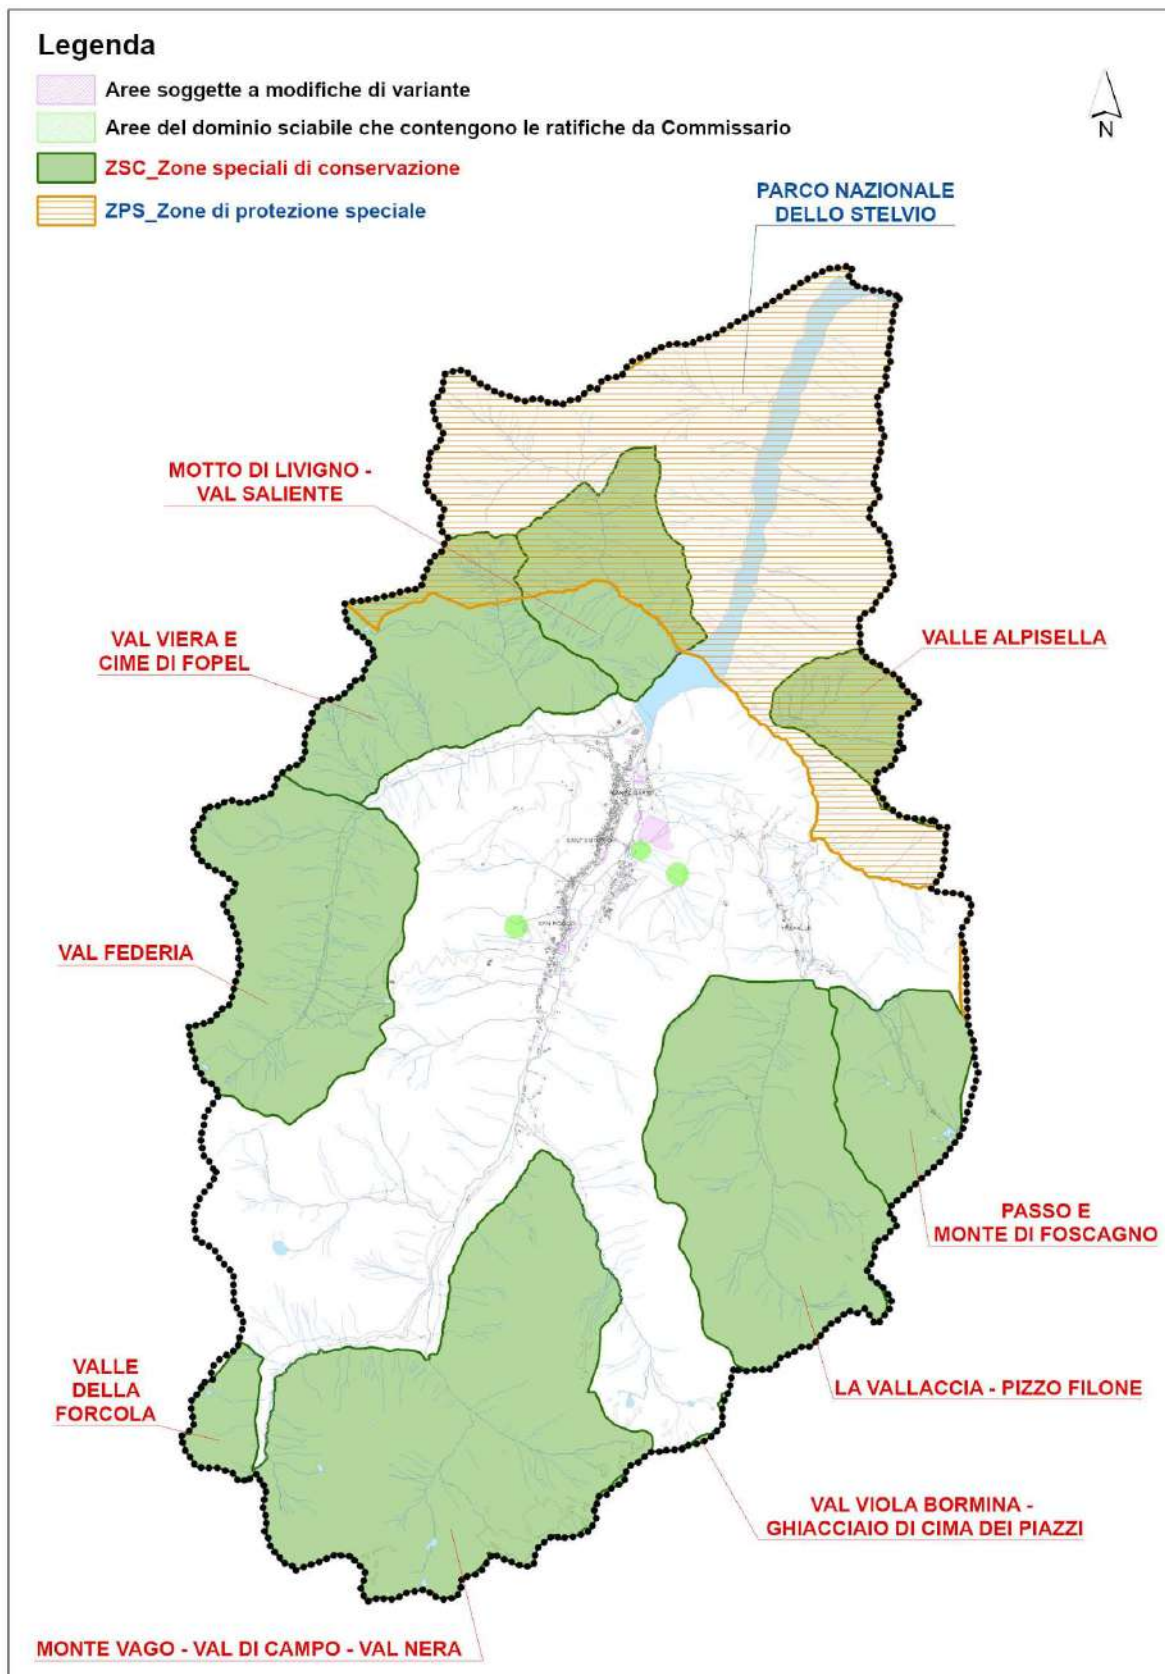 Legenda
Aree soggette a modifiche di variante
Aree del dominio sciabile che contengono le ratifiche da Commissario
ZSC_Zone speciali di conservazione
ZPS_Zone di protezione speciale
N
PARCO NAZIONALE
DELLO STELVIO
MOTTO DI LIVIGNO -
VAL SALIENTE
VAL VIERA E
CIME DI FOPEL
VALLE ALPISELLA
VAL FEDERIA
PASSO E
MONTE DI FOSCAGNO
VALLE
DELLA
FORCOLA
LA VALLACCIA - PIZZO FILONE
VAL VIOLA BORMINA -
GHIACCIAIO DI CIMA DEI PIAZZI
MONTE VAGO - VAL DI CAMPO - VAL NERA